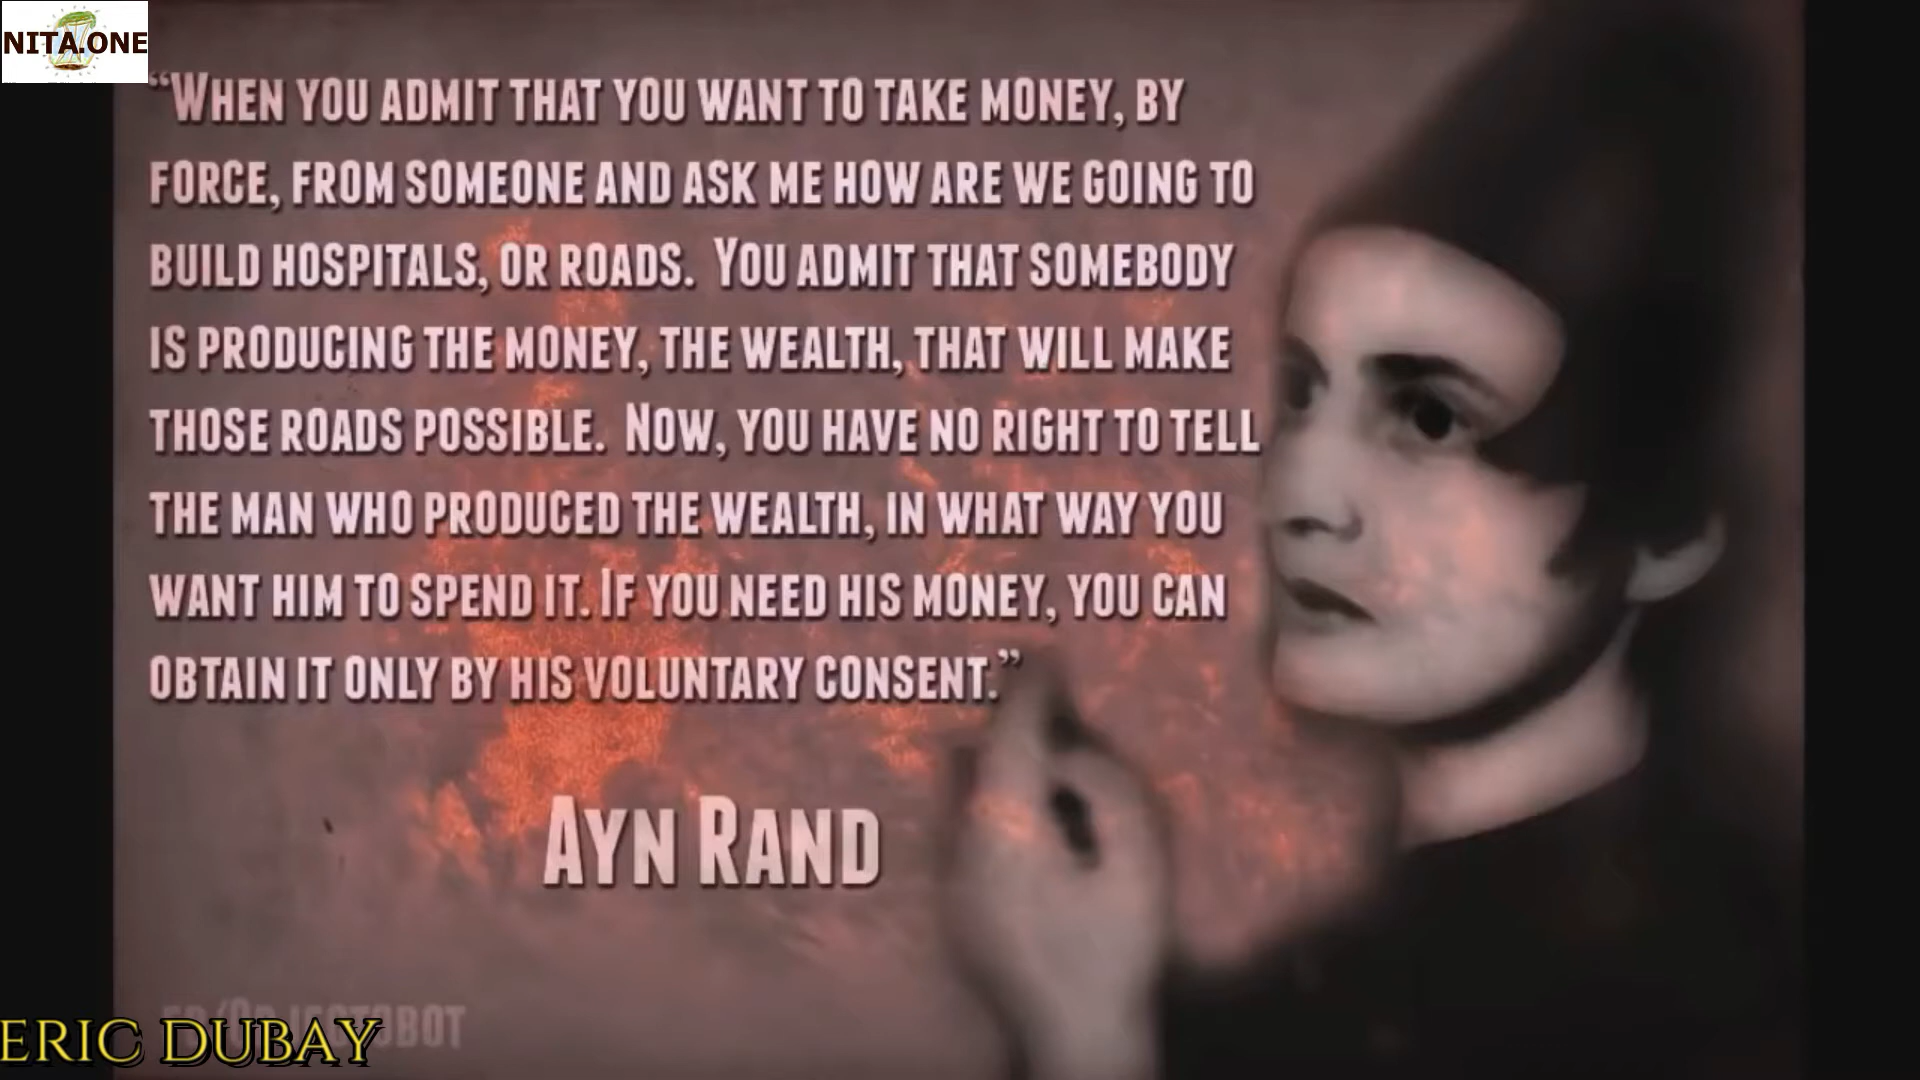 NITA.ONE
“WHEN YOU ADMIT THAT YOU WANT TO TAKE MONEY, BY
FORCE, FROM SOMEONE AND ASK ME HOW ARE WE GOING TO
BUILD HOSPITALS, OR ROADS. YOU ADMIT THAT SOMEBODY
IS PRODUCING THE MONEY, THE WEALTH, THAT WILL MAKE
THOSE ROADS POSSIBLE. NOW, YOU HAVE NO RIGHT TO TELL
THE MAN WHO PRODUCED THE WEALTH, IN WHAT WAY YOU
WANT HIM TO SPEND IT. IF YOU NEED HIS MONEY, YOU CAN
OBTAIN IT ONLY BY HIS VOLUNTARY CONSENT.”
AYN RAND
ERIC DUBAY